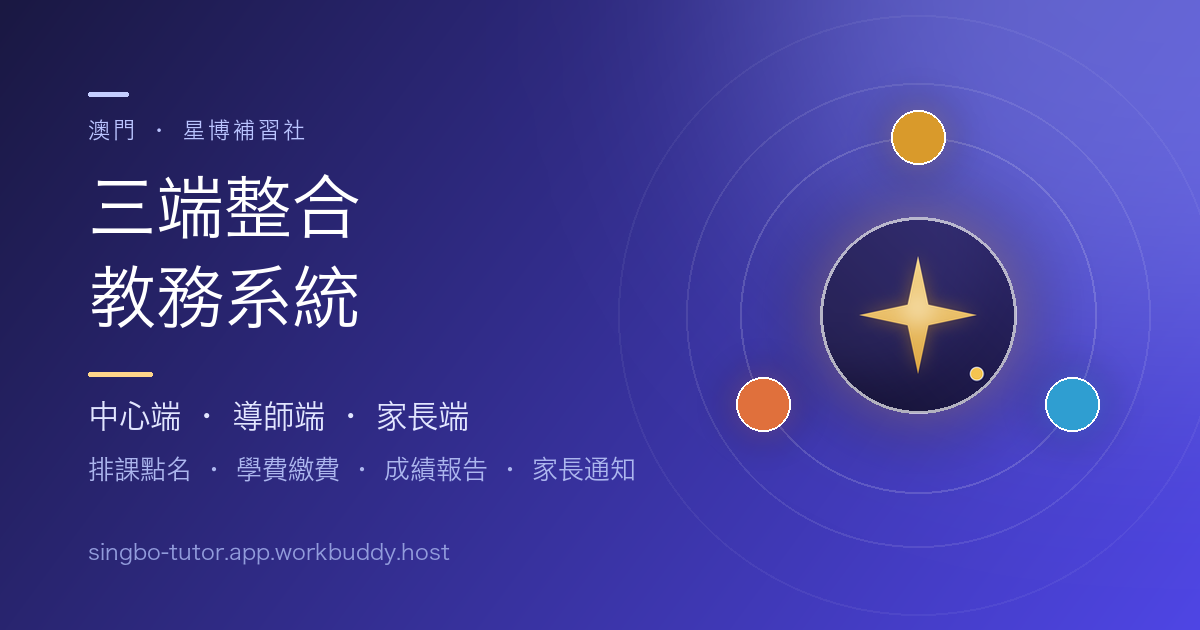 澳門 · 星博補習社
三端整合
教務系統
中心端 · 導師端 · 家長端
排課點名 · 學費繳費 · 成績報告 · 家長通知
singbo-tutor.app.workbuddy.host